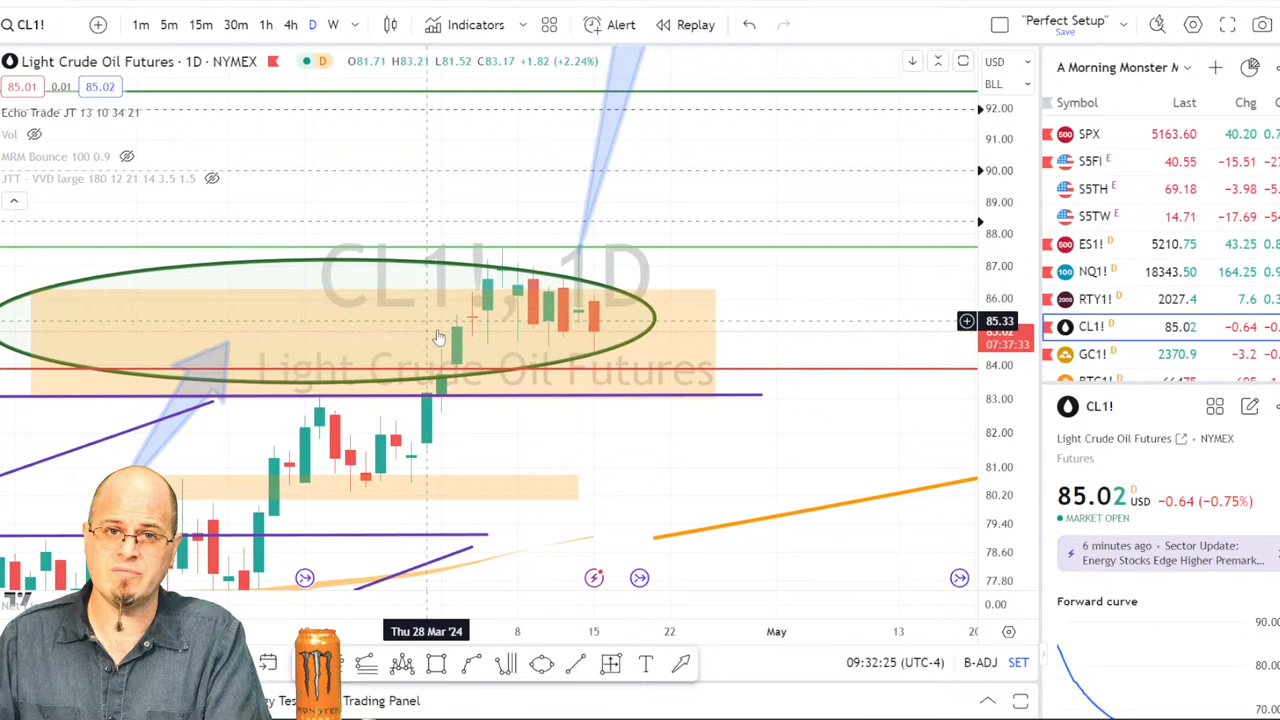 CL1! 1m 5m 15m 30m 1h 4h D W Indicators Alert Replay "Perfect Setup"
Save
Light Crude Oil Futures · 1D · NYMEX D O81.71 H83.21 L81.52 C83.17 +1.82 (+2.24%)
85.01 0.01 85.02
Echo Trade JT 13 10 34 21
Vol
MRM Bounce 100 0.9
JTT - VVD large 180 12 21 14 3.5 1.5
CL1!, 1D
Light Crude Oil Futures
USD
BLL
92.00
91.00
90.00
89.00
88.00
87.00
86.00
85.33
85.02
07:37:33
84.00
83.00
82.00
81.00
80.20
79.40
78.60
77.80
0.00
Thu 28 Mar '24 8 15 22 May 13 20
09:32:25 (UTC-4) B-ADJ SET
Trading Panel
MONSTER
A Morning Monster
Symbol Last Chg
500 SPX 5163.60 40.20
S5FI E 40.55 −15.51
S5TH E 69.18 −3.98
S5TW E 14.71 −17.69
500 ES1! D 5210.75 43.25
100 NQ1! D 18343.50 164.25
2000 RTY1! D 2027.4 7.6
CL1! D 85.02 −0.64
GC1! D 2370.9 −3.2
CL1!
Light Crude Oil Futures · NYMEX
Futures
85.02 D USD −0.64 (−0.75%)
MARKET OPEN
6 minutes ago · Sector Update:
Energy Stocks Edge Higher Premark...
Forward curve
90.00
80.00
70.00